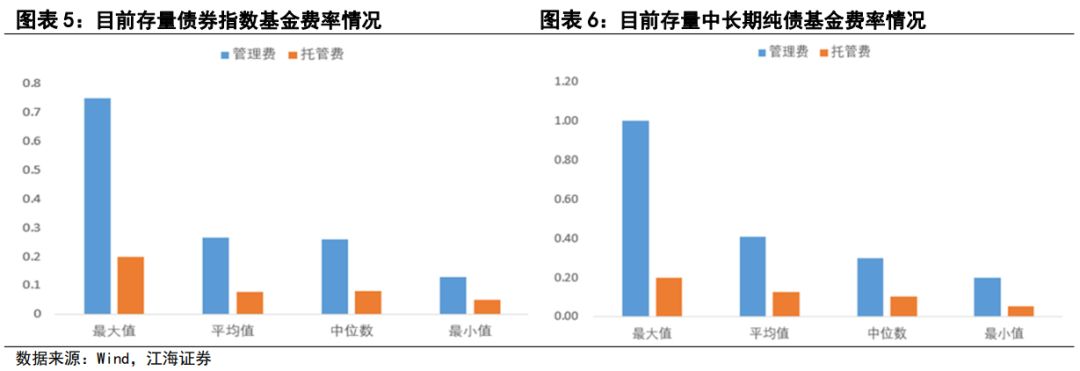 图表 5：目前存量债券指数基金费率情况
管理费 托管费
0.8
0.7
0.6
0.5
0.4
0.3
0.2
0.1
0
最大值 平均值 中位数 最小值
图表 6：目前存量中长期纯债基金费率情况
管理费 托管费
1.20
1.00
0.80
0.60
0.40
0.20
0.00
最大值 平均值 中位数 最小值
数据来源：Wind，江海证券